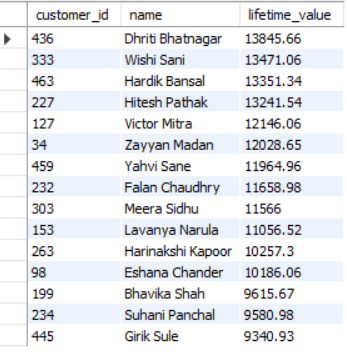 customer_id name lifetime_value
436 Dhriti Bhatnagar 13845.66
333 Wishi Sani 13471.06
463 Hardik Bansal 13351.34
227 Hitesh Pathak 13241.54
127 Victor Mitra 12146.06
34 Zayyan Madan 12028.65
459 Yahvi Sane 11964.96
232 Falan Chaudhry 11658.98
303 Meera Sidhu 11566
153 Lavanya Narula 11056.52
263 Harinakshi Kapoor 10257.3
98 Eshana Chander 10186.06
199 Bhavika Shah 9615.67
234 Suhani Panchal 9580.98
445 Girik Sule 9340.93